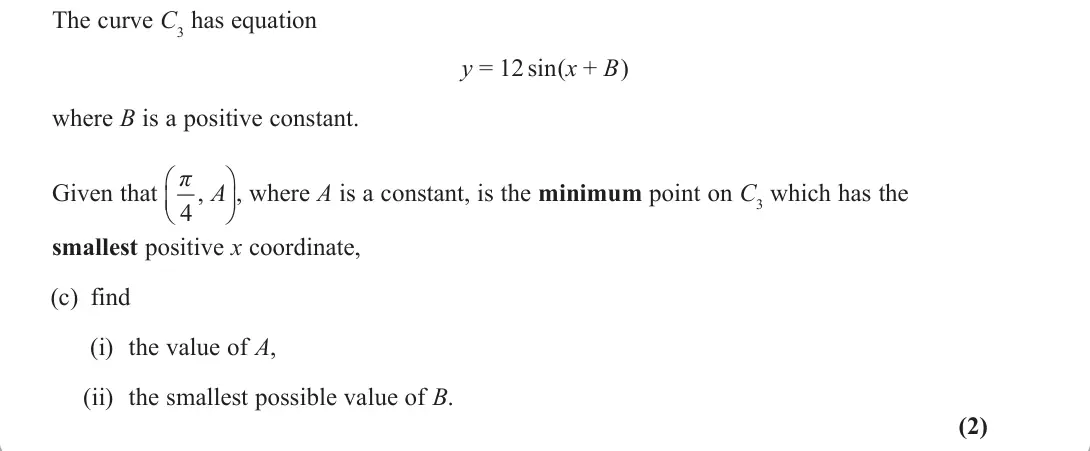 The curve C₃ has equation
y = 12 sin(x + B)
where B is a positive constant.
Given that (π/4, A), where A is a constant, is the minimum point on C₃ which has the
smallest positive x coordinate,
(c) find
(i) the value of A,
(ii) the smallest possible value of B.
(2)